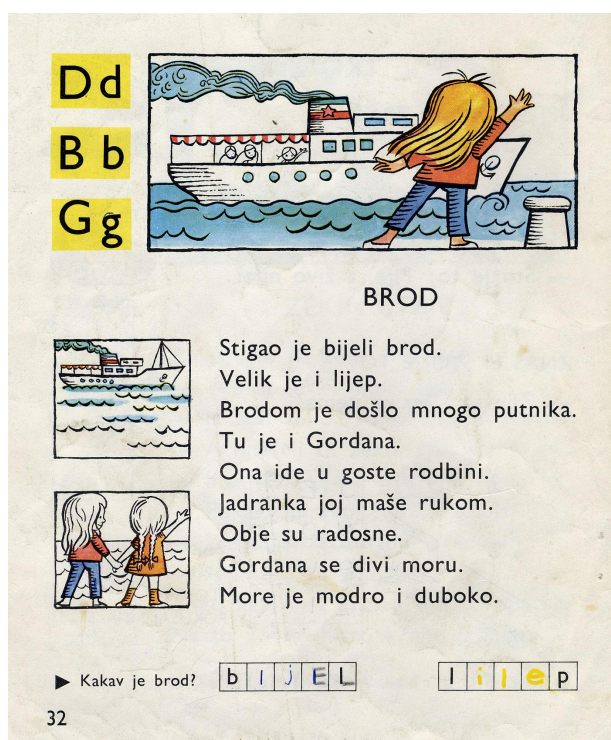 Dd
Bb
Gg
BROD
Stigao je bijeli brod.
Velik je i lijep.
Brodom je došlo mnogo putnika.
Tu je i Gordana.
Ona ide u goste rodbini.
Jadranka joj maše rukom.
Obje su radosne.
Gordana se divi moru.
More je modro i duboko.
▶ Kakav je brod? bIjEL lilep
32